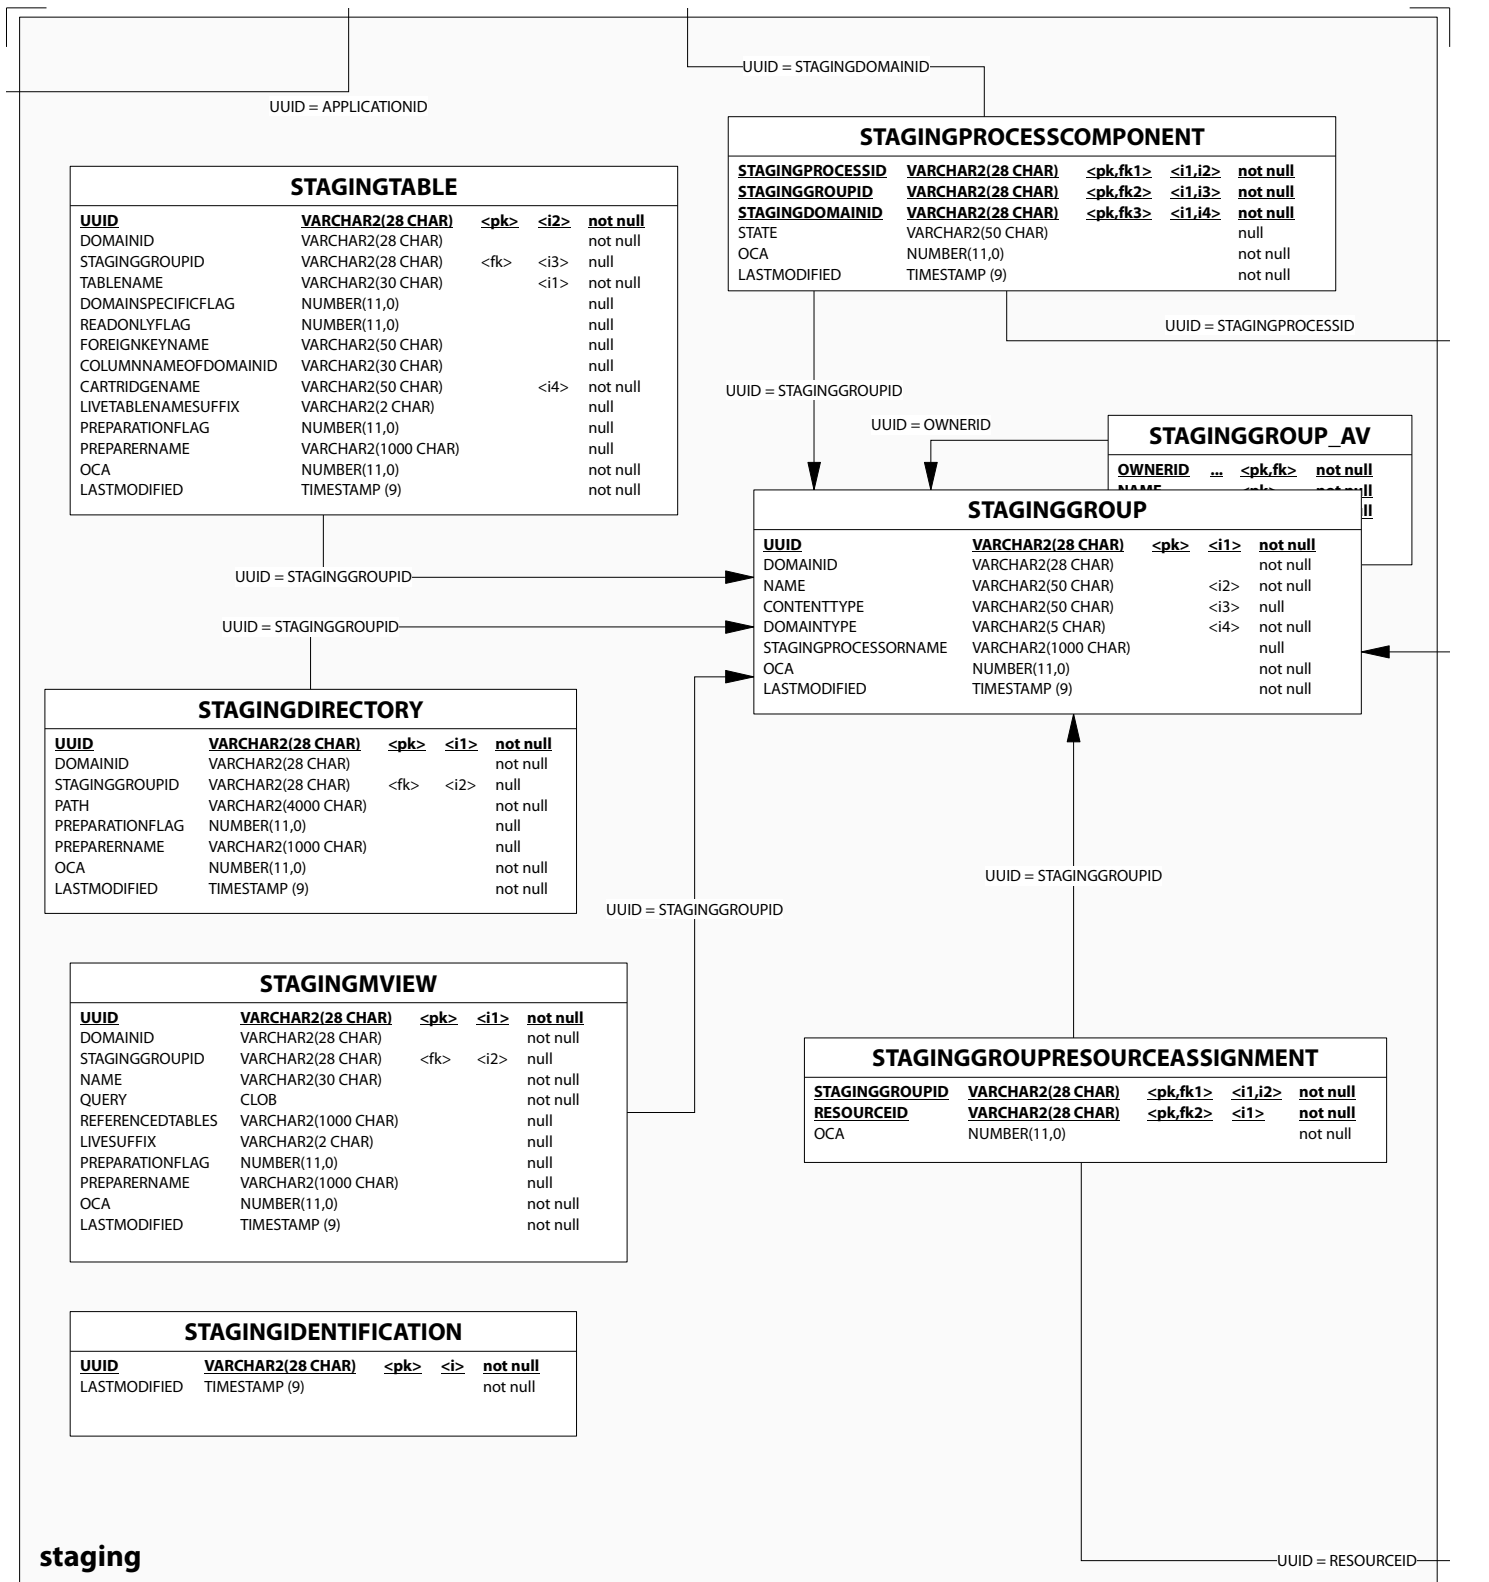 UUID = STAGINGDOMAINID
UUID = APPLICATIONID
STAGINGPROCESSCOMPONENT
STAGINGPROCESSID VARCHAR2(28 CHAR) <pk,fk1> <i1,i2> not null
STAGINGGROUPID VARCHAR2(28 CHAR) <pk,fk2> <i1,i3> not null
STAGINGDOMAINID VARCHAR2(28 CHAR) <pk,fk3> <i1,i4> not null
STATE VARCHAR2(50 CHAR) null
OCA NUMBER(11,0) not null
LASTMODIFIED TIMESTAMP (9) not null
STAGINGTABLE
UUID VARCHAR2(28 CHAR) <pk> <i2> not null
DOMAINID VARCHAR2(28 CHAR) not null
STAGINGGROUPID VARCHAR2(28 CHAR) <fk> <i3> null
TABLENAME VARCHAR2(30 CHAR) <i1> not null
DOMAINSPECIFICFLAG NUMBER(11,0) null
READONLYFLAG NUMBER(11,0) null
FOREIGNKEYNAME VARCHAR2(50 CHAR) null
COLUMNNAMEOFDOMAINID VARCHAR2(30 CHAR) null
CARTRIDGENAME VARCHAR2(50 CHAR) <i4> not null
LIVETABLENAMESUFFIX VARCHAR2(2 CHAR) null
PREPARATIONFLAG NUMBER(11,0) null
PREPARERNAME VARCHAR2(1000 CHAR) null
OCA NUMBER(11,0) not null
LASTMODIFIED TIMESTAMP (9) not null
UUID = STAGINGPROCESSID
UUID = STAGINGGROUPID
UUID = OWNERID
STAGINGGROUP_AV
OWNERID ... <pk,fk> not null
NAME <pk> not null
ll
STAGINGGROUP
UUID VARCHAR2(28 CHAR) <pk> <i1> not null
DOMAINID VARCHAR2(28 CHAR) not null
NAME VARCHAR2(50 CHAR) <i2> not null
CONTENTTYPE VARCHAR2(50 CHAR) <i3> null
DOMAINTYPE VARCHAR2(5 CHAR) <i4> not null
STAGINGPROCESSORNAME VARCHAR2(1000 CHAR) null
OCA NUMBER(11,0) not null
LASTMODIFIED TIMESTAMP (9) not null
UUID = STAGINGGROUPID
UUID = STAGINGGROUPID
STAGINGDIRECTORY
UUID VARCHAR2(28 CHAR) <pk> <i1> not null
DOMAINID VARCHAR2(28 CHAR) not null
STAGINGGROUPID VARCHAR2(28 CHAR) <fk> <i2> null
PATH VARCHAR2(4000 CHAR) not null
PREPARATIONFLAG NUMBER(11,0) null
PREPARERNAME VARCHAR2(1000 CHAR) null
OCA NUMBER(11,0) not null
LASTMODIFIED TIMESTAMP (9) not null
UUID = STAGINGGROUPID
UUID = STAGINGGROUPID
STAGINGMVIEW
UUID VARCHAR2(28 CHAR) <pk> <i1> not null
DOMAINID VARCHAR2(28 CHAR) not null
STAGINGGROUPID VARCHAR2(28 CHAR) <fk> <i2> null
NAME VARCHAR2(30 CHAR) not null
QUERY CLOB not null
REFERENCEDTABLES VARCHAR2(1000 CHAR) null
LIVESUFFIX VARCHAR2(2 CHAR) null
PREPARATIONFLAG NUMBER(11,0) null
PREPARERNAME VARCHAR2(1000 CHAR) null
OCA NUMBER(11,0) not null
LASTMODIFIED TIMESTAMP (9) not null
STAGINGGROUPRESOURCEASSIGNMENT
STAGINGGROUPID VARCHAR2(28 CHAR) <pk,fk1> <i1,i2> not null
RESOURCEID VARCHAR2(28 CHAR) <pk,fk2> <i1> not null
OCA NUMBER(11,0) not null
STAGINGIDENTIFICATION
UUID VARCHAR2(28 CHAR) <pk> <i> not null
LASTMODIFIED TIMESTAMP (9) not null
staging
UUID = RESOURCEID